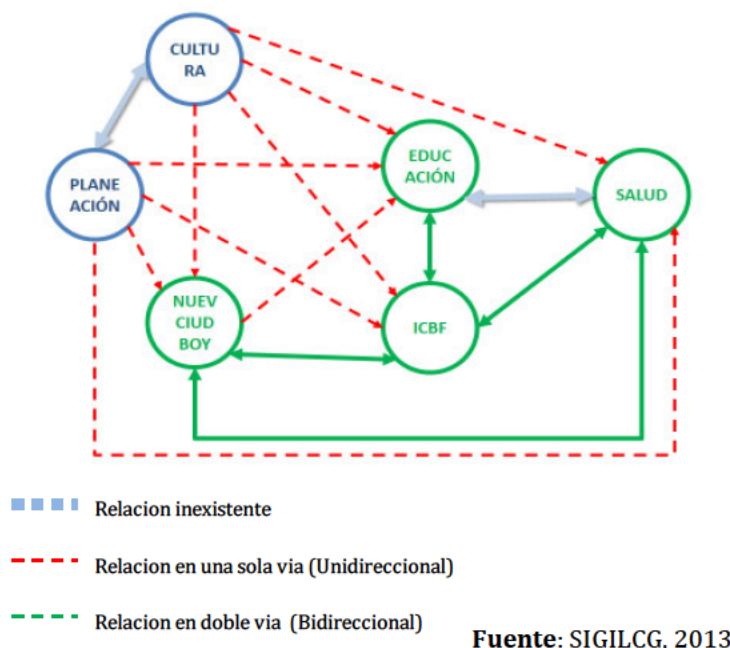 CULTU
RA
EDUC
ACIÓN
PLANE
ACIÓN
SALUD
NUEV
CIUD
BOY
ICBF
Relacion inexistente
Relacion en una sola via (Unidireccional)
Relacion en doble via (Bidireccional)
Fuente: SIGILCG. 2013